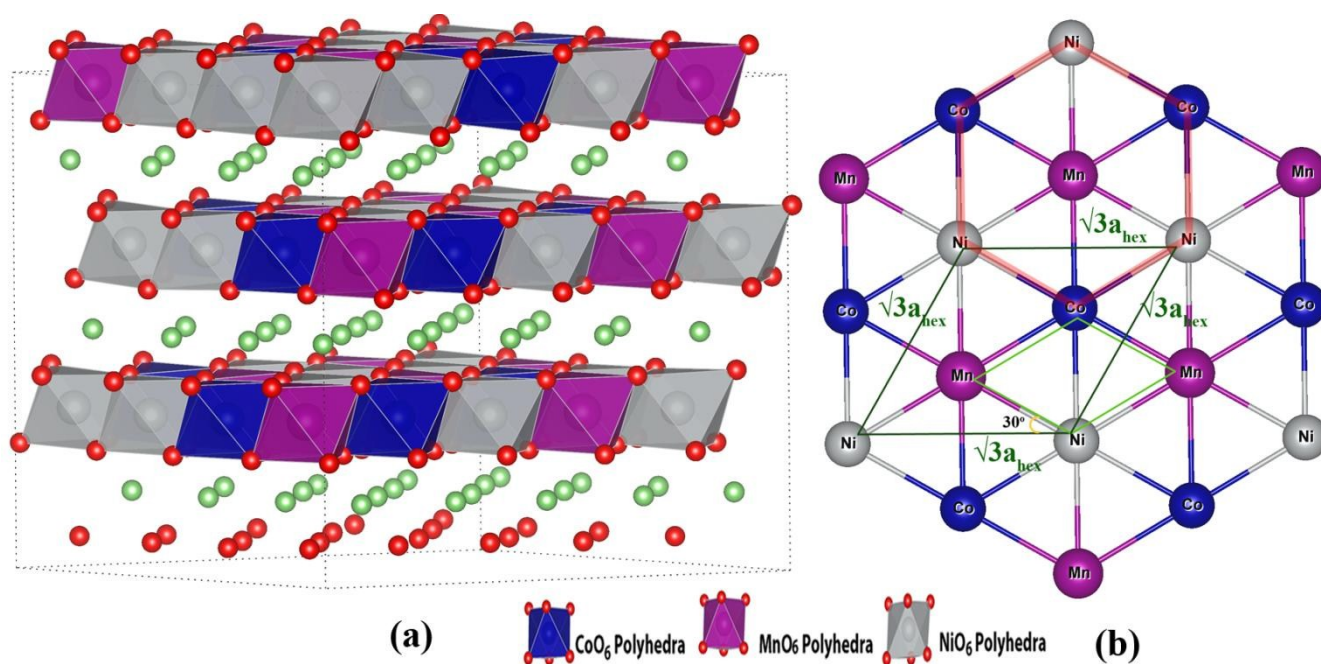 Ni
Co
Co
Mn
Mn
Mn
√3a_hex
Ni
Ni
√3a_hex
√3a_hex
Co
Co
Co
Mn
Mn
30°
Ni
Ni
Ni
√3a_hex
Co
Co
Mn
(a)
CoO₆ Polyhedra
MnO₆ Polyhedra
NiO₆ Polyhedra
(b)